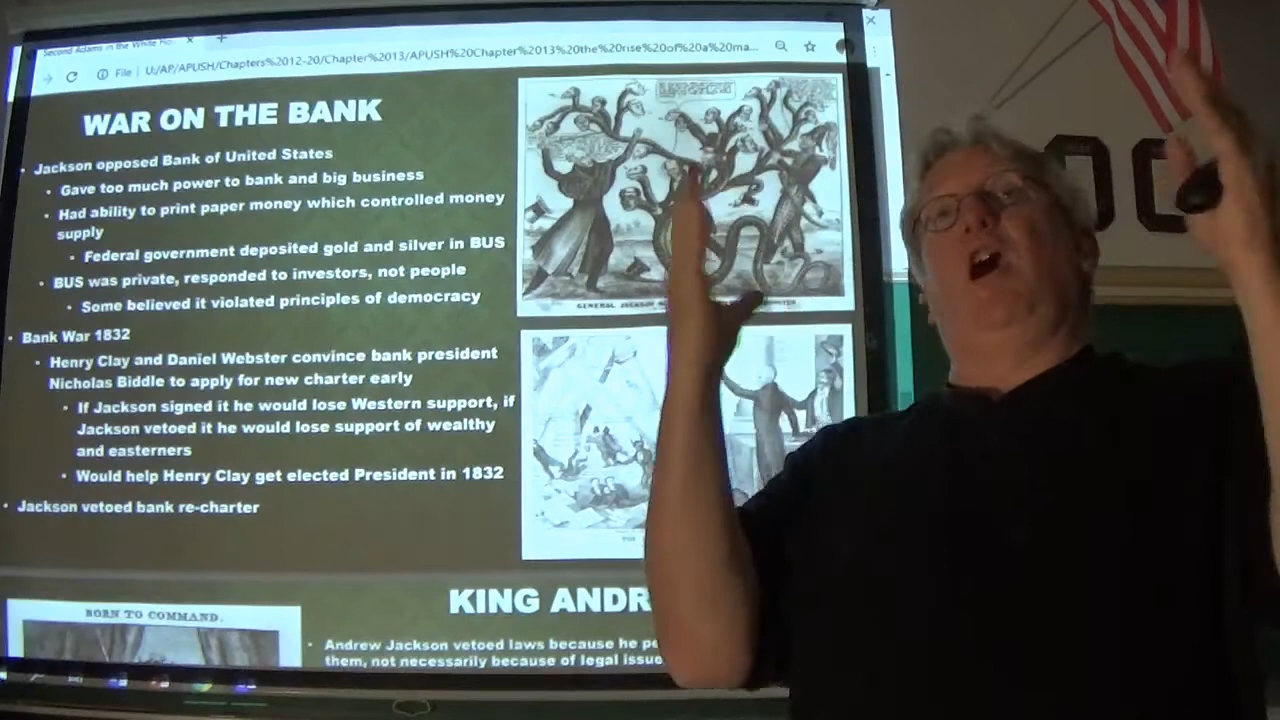 Second Adams in the White Ho
File | U:/AP/APUSH/Chapters%2012-20/Chapter%2013/APUSH%20Chapter%2013%20the%20rise%20of%20a%20ma...
WAR ON THE BANK
• Jackson opposed Bank of United States
• Gave too much power to bank and big business
• Had ability to print paper money which controlled money
supply
• Federal government deposited gold and silver in BUS
• BUS was private, responded to investors, not people
• Some believed it violated principles of democracy
• Bank War 1832
• Henry Clay and Daniel Webster convince bank president
Nicholas Biddle to apply for new charter early
• If Jackson signed it he would lose Western support, if
Jackson vetoed it he would lose support of wealthy
and easterners
• Would help Henry Clay get elected President in 1832
• Jackson vetoed bank re-charter
GENERAL JACKSON
KING ANDR
BORN TO COMMAND.
• Andrew Jackson vetoed laws because he pe
them, not necessarily because of legal issue